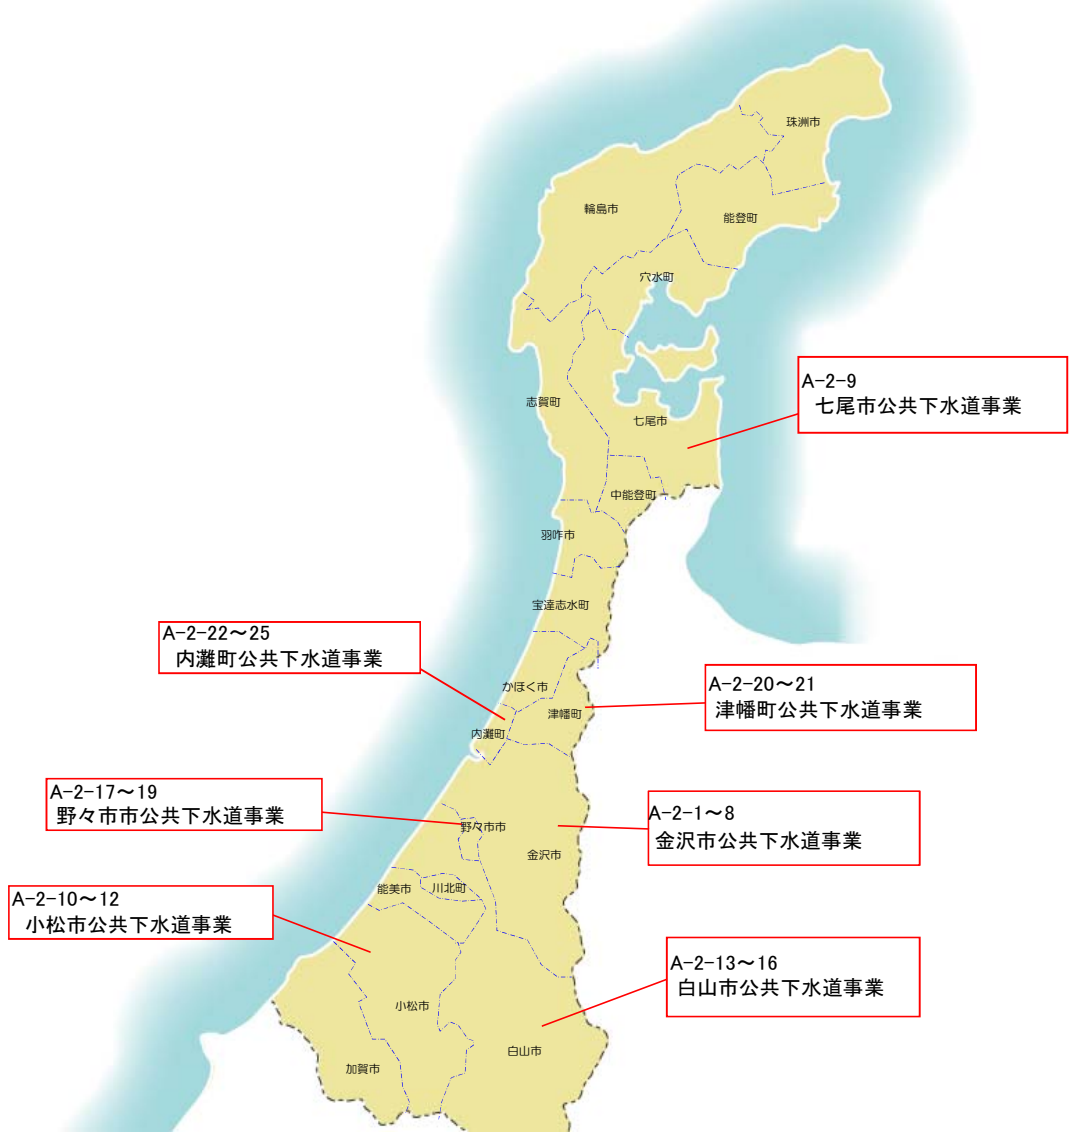 珠洲市
輪島市
能登町
穴水町
A-2-9
七尾市公共下水道事業
志賀町
七尾市
中能登町
羽咋市
宝達志水町
A-2-22～25
内灘町公共下水道事業
かほく市
A-2-20～21
津幡町公共下水道事業
津幡町
内灘町
A-2-17～19
野々市市公共下水道事業
A-2-1～8
金沢市公共下水道事業
野々市市
金沢市
能美市
川北町
A-2-10～12
小松市公共下水道事業
A-2-13～16
白山市公共下水道事業
小松市
白山市
加賀市